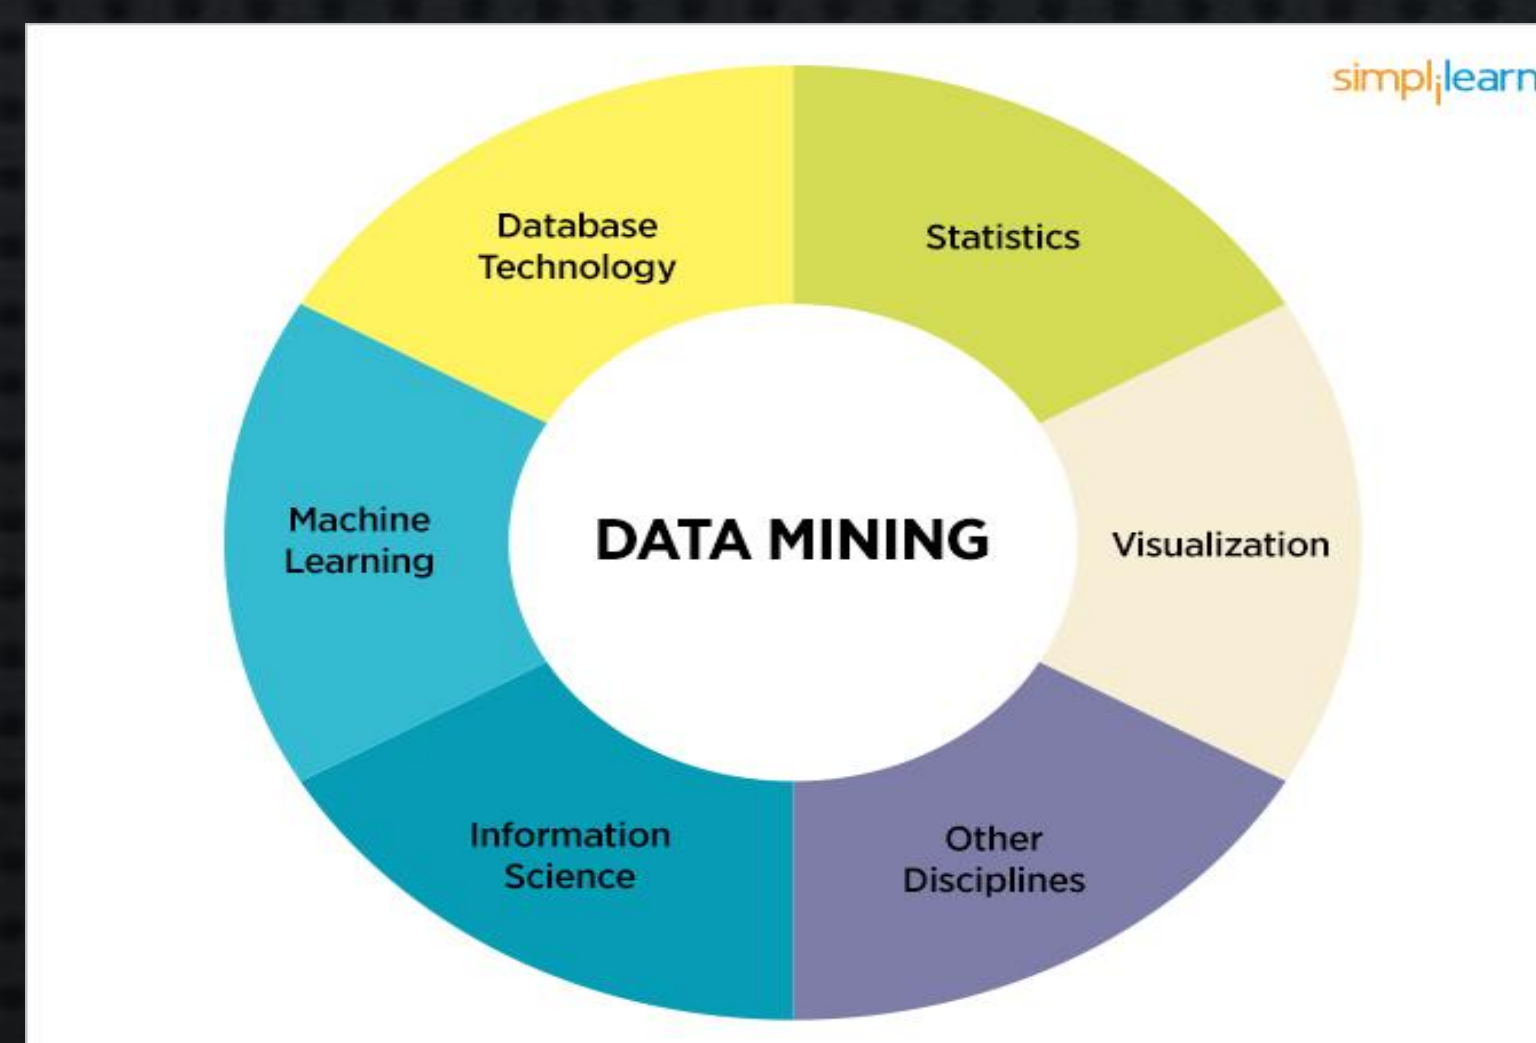 simplilearn
Database
Technology
Statistics
Machine
Learning
DATA MINING
Visualization
Information
Science
Other
Disciplines